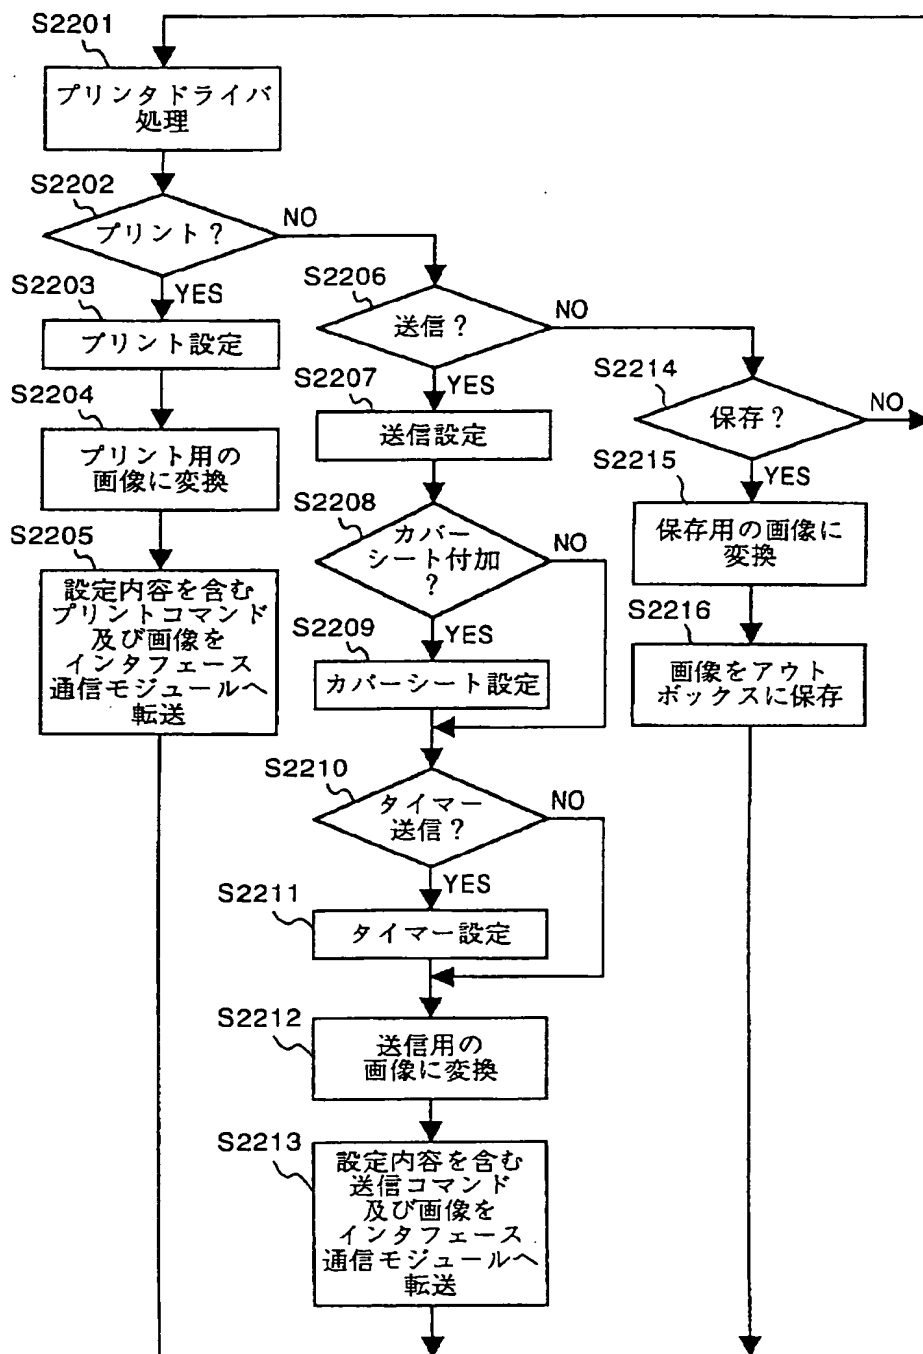 S2201
プリンタドライバ
処理
S2202
プリント？
NO
YES
S2203
プリント設定
S2204
プリント用の
画像に変換
S2205
設定内容を含む
プリントコマンド
及び画像を
インタフェース
通信モジュールへ
転送
S2206
送信？
NO
YES
S2207
送信設定
S2208
カバー
シート付加
？
NO
YES
S2209
カバーシート設定
S2210
タイマー
送信？
NO
YES
S2211
タイマー設定
S2212
送信用の
画像に変換
S2213
設定内容を含む
送信コマンド
及び画像を
インタフェース
通信モジュールへ
転送
S2214
保存？
NO
YES
S2215
保存用の画像に
変換
S2216
画像をアウト
ボックスに保存